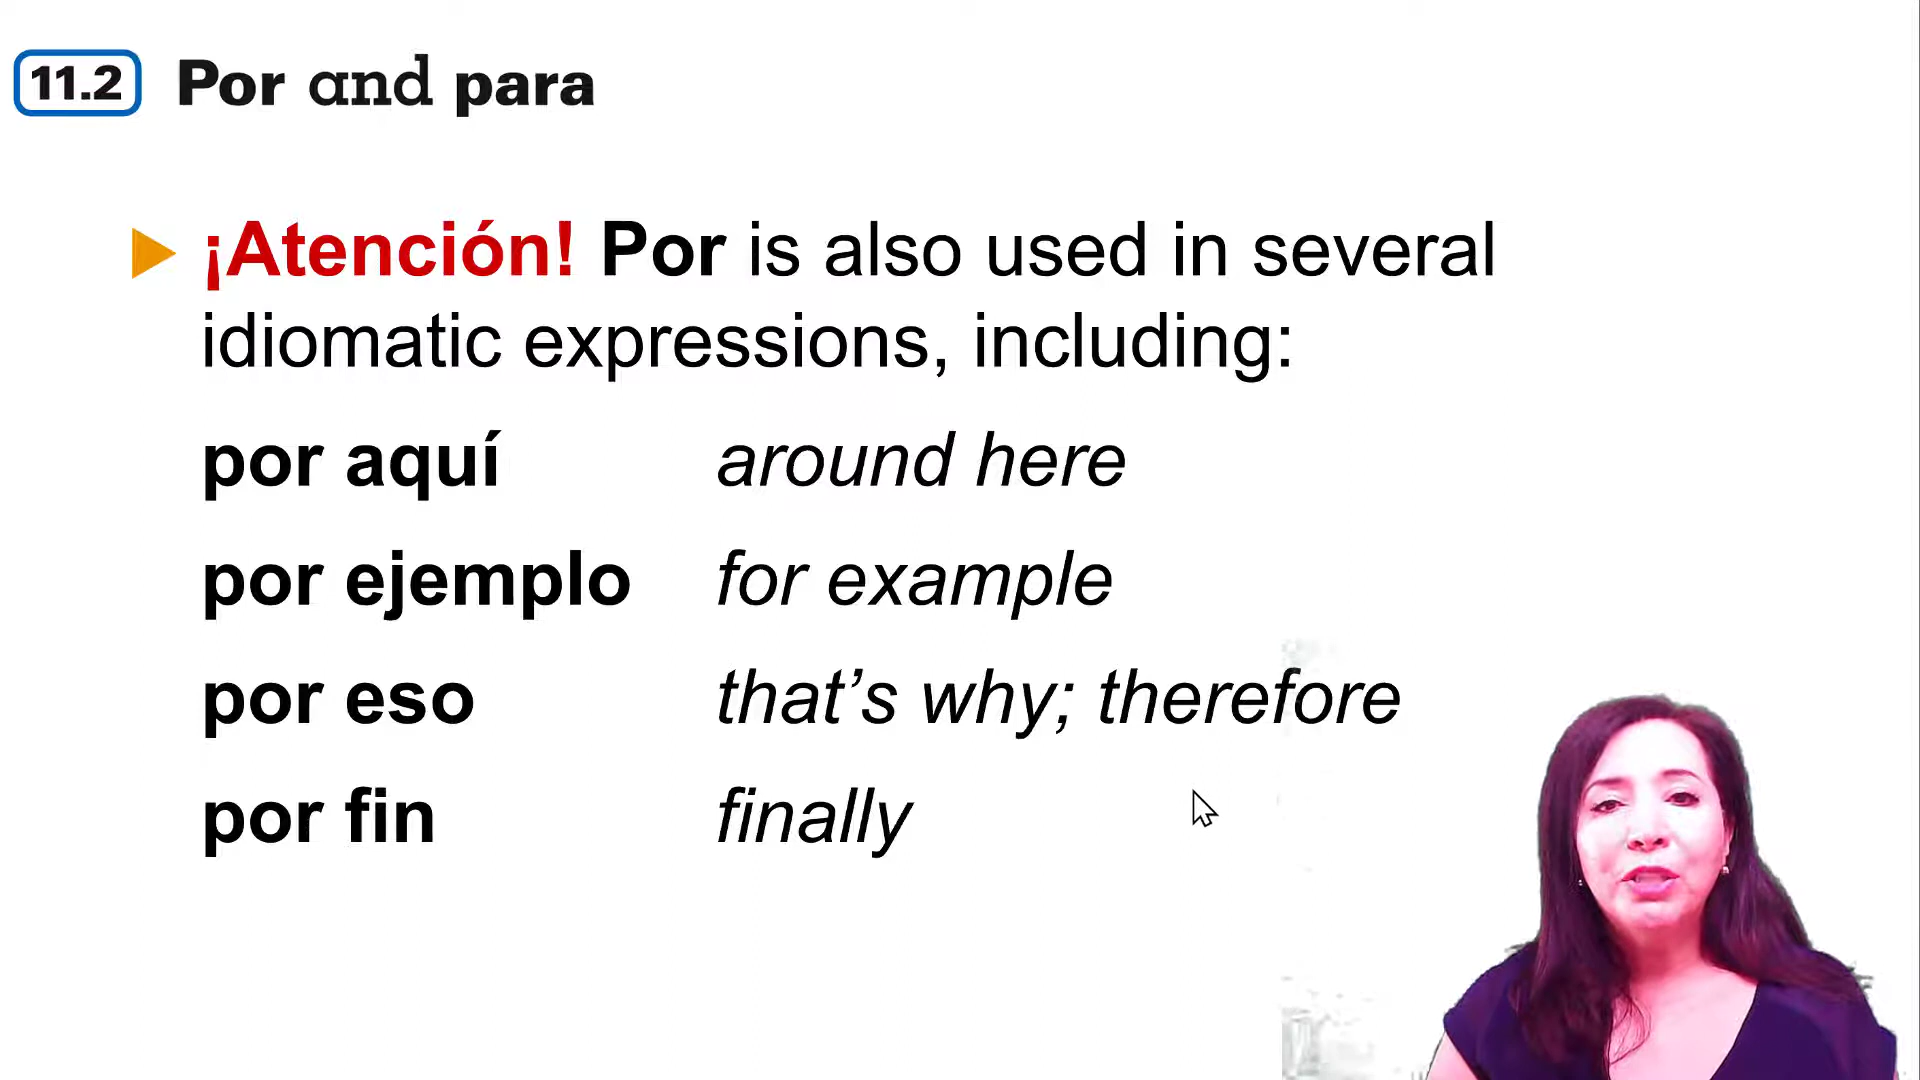 11.2 Por and para
¡Atención! Por is also used in several
idiomatic expressions, including:
por aquí around here
por ejemplo for example
por eso that’s why; therefore
por fin finally